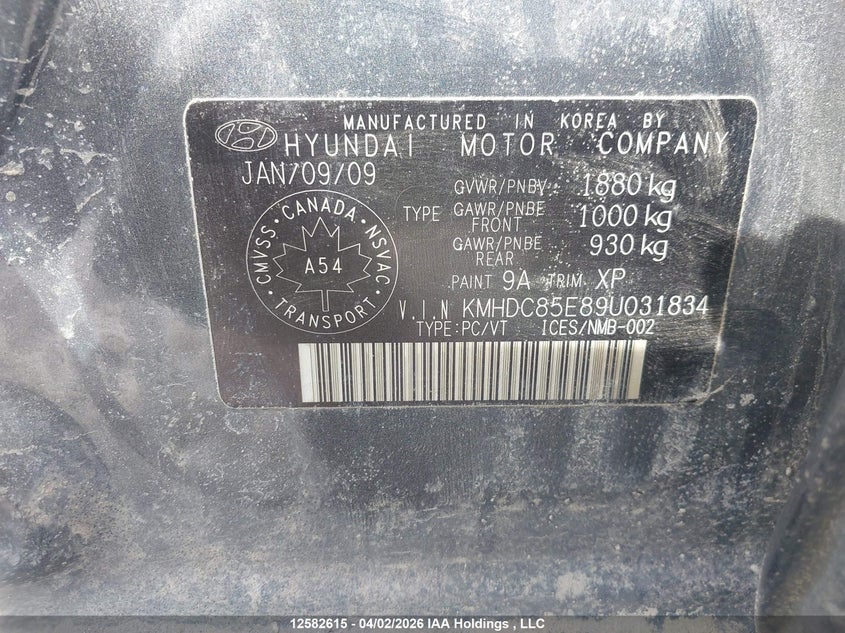 MANUFACTURED IN KOREA BY
HYUNDAI MOTOR COMPANY
JAN/09/09
GVWR/PNBV 1880 kg
TYPE GAWR/PNBE FRONT 1000 kg
GAWR/PNBE REAR 930 kg
CMVSS • CANADA • NSVAC • TRANSPORT •
A54
PAINT 9A TRIM XP
V.I.N KMHDC85E89U031834
TYPE:PC/VT ICES/NMB-002
12582615 - 04/02/2026 IAA Holdings , LLC